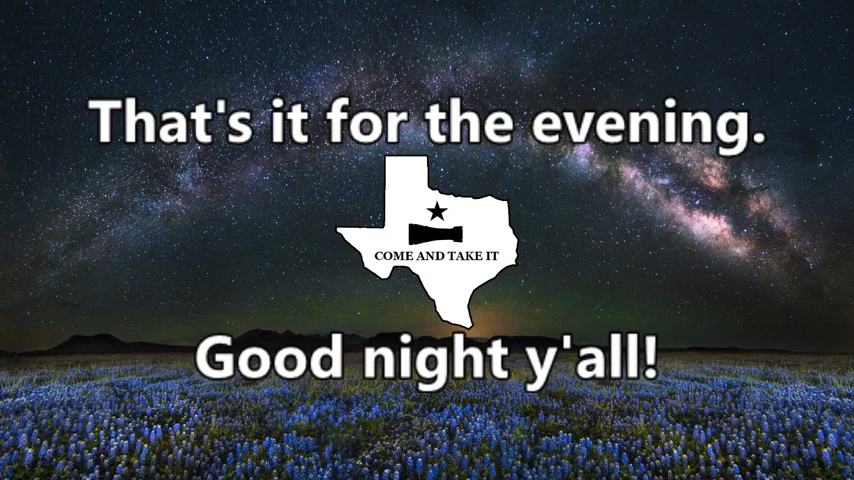 That's it for the evening.
COME AND TAKE IT
Good night y'all!